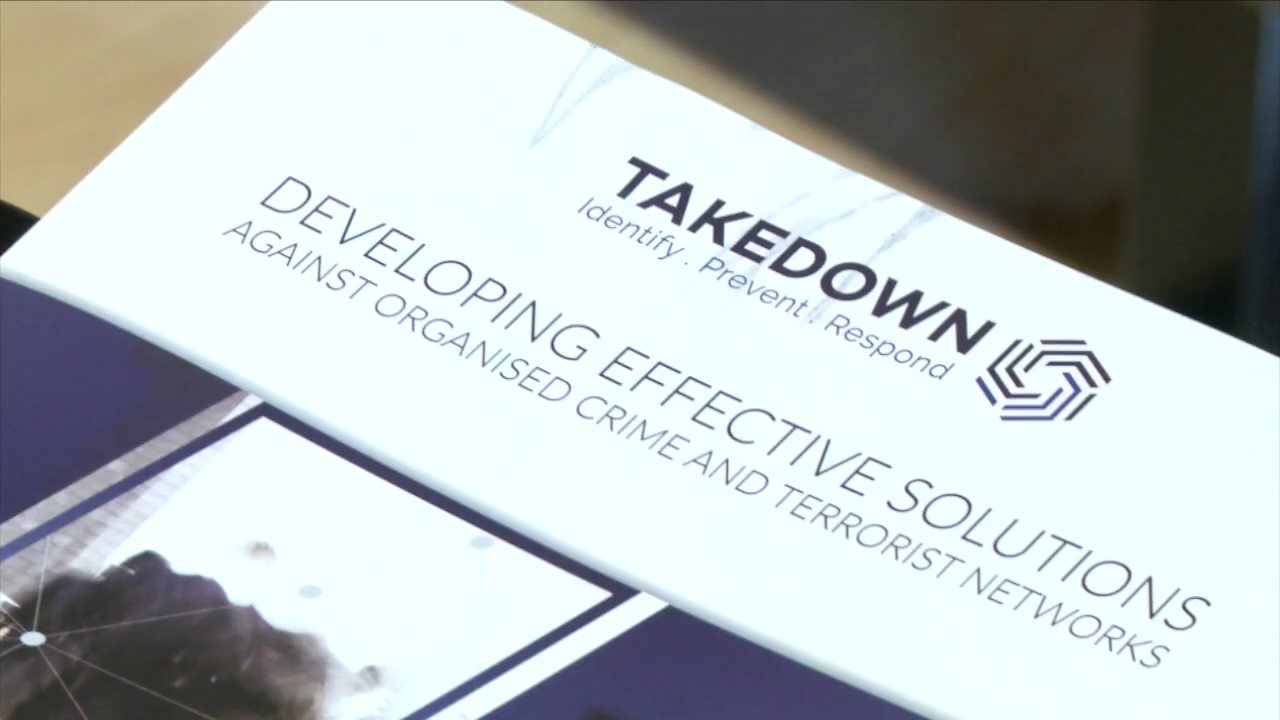 TAKEDOWN
Identify . Prevent . Respond
DEVELOPING EFFECTIVE SOLUTIONS
AGAINST ORGANISED CRIME AND TERRORIST NETWORKS